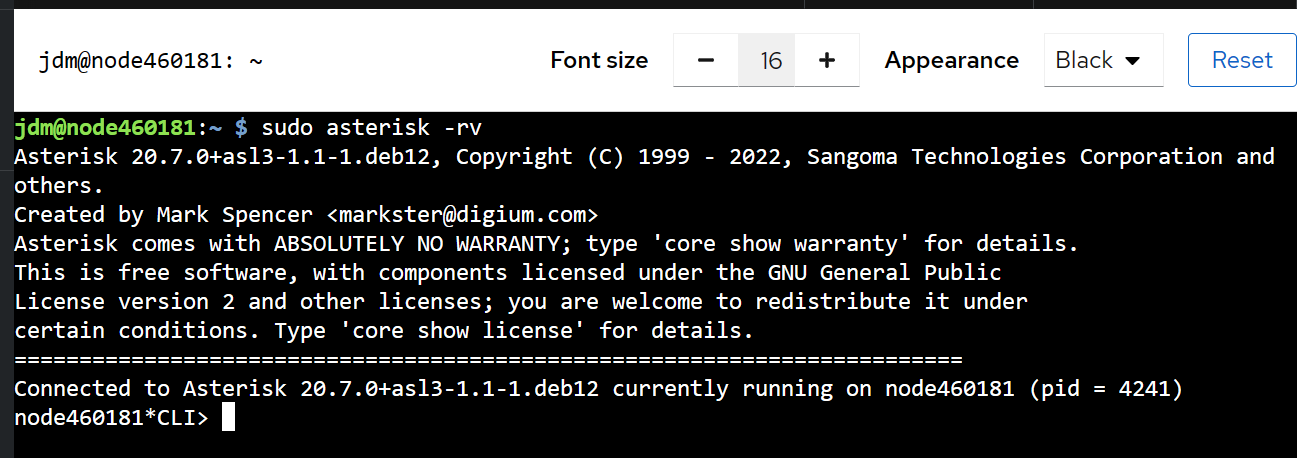 jdm@node460181: ~ Font size − 16 + Appearance Black Reset
jdm@node460181:~ $ sudo asterisk -rv
Asterisk 20.7.0+asl3-1.1-1.deb12, Copyright (C) 1999 - 2022, Sangoma Technologies Corporation and
others.
Created by Mark Spencer <markster@digium.com>
Asterisk comes with ABSOLUTELY NO WARRANTY; type 'core show warranty' for details.
This is free software, with components licensed under the GNU General Public
License version 2 and other licenses; you are welcome to redistribute it under
certain conditions. Type 'core show license' for details.
=========================================================================
Connected to Asterisk 20.7.0+asl3-1.1-1.deb12 currently running on node460181 (pid = 4241)
node460181*CLI>